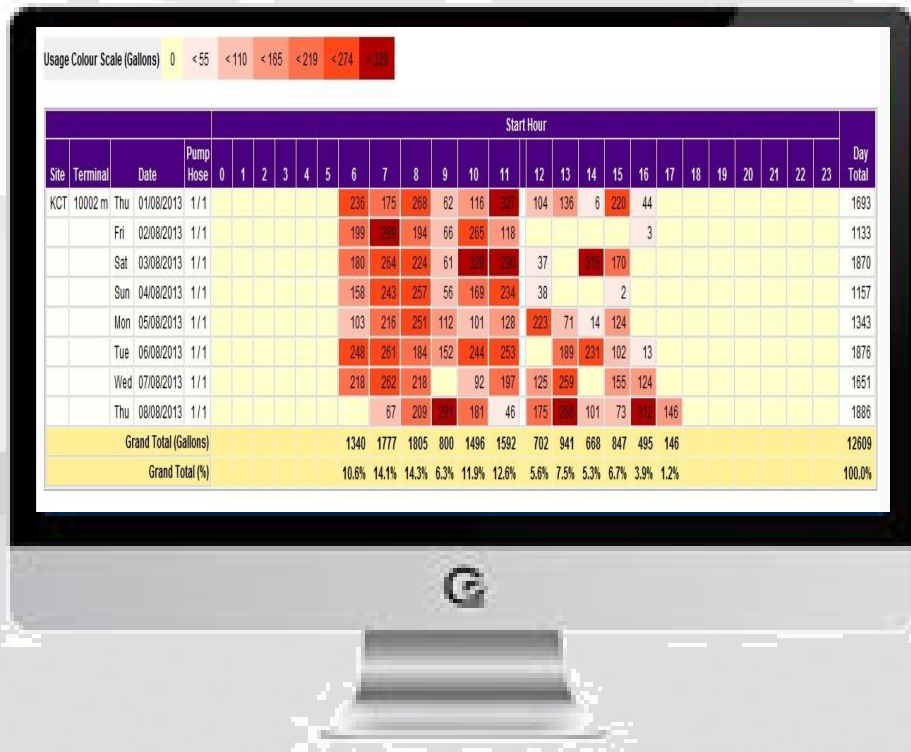 Usage Colour Scale (Gallons) 0 <55 <110 <165 <219 <274 <329
Start Hour
Site Terminal Date Pump Hose 0 1 2 3 4 5 6 7 8 9 10 11 12 13 14 15 16 17 18 19 20 21 22 23 Day Total
KCT 10002 m Thu 01/08/2013 1/1 236 175 268 62 116 327 104 136 6 220 44 1693
Fri 02/08/2013 1/1 199 289 194 66 265 118 3 1133
Sat 03/08/2013 1/1 180 264 224 61 290 37 170 1870
Sun 04/08/2013 1/1 158 243 257 56 169 234 38 2 1157
Mon 05/08/2013 1/1 103 216 251 112 101 128 223 71 14 124 1343
Tue 06/08/2013 1/1 248 261 184 152 244 253 189 231 102 13 1876
Wed 07/08/2013 1/1 218 262 218 92 197 125 259 155 124 1651
Thu 08/08/2013 1/1 67 209 291 181 46 175 101 73 312 146 1886
Grand Total (Gallons) 1340 1777 1805 800 1496 1592 702 941 668 847 495 146 12609
Grand Total (%) 10.6% 14.1% 14.3% 6.3% 11.9% 12.6% 5.6% 7.5% 5.3% 6.7% 3.9% 1.2% 100.0%